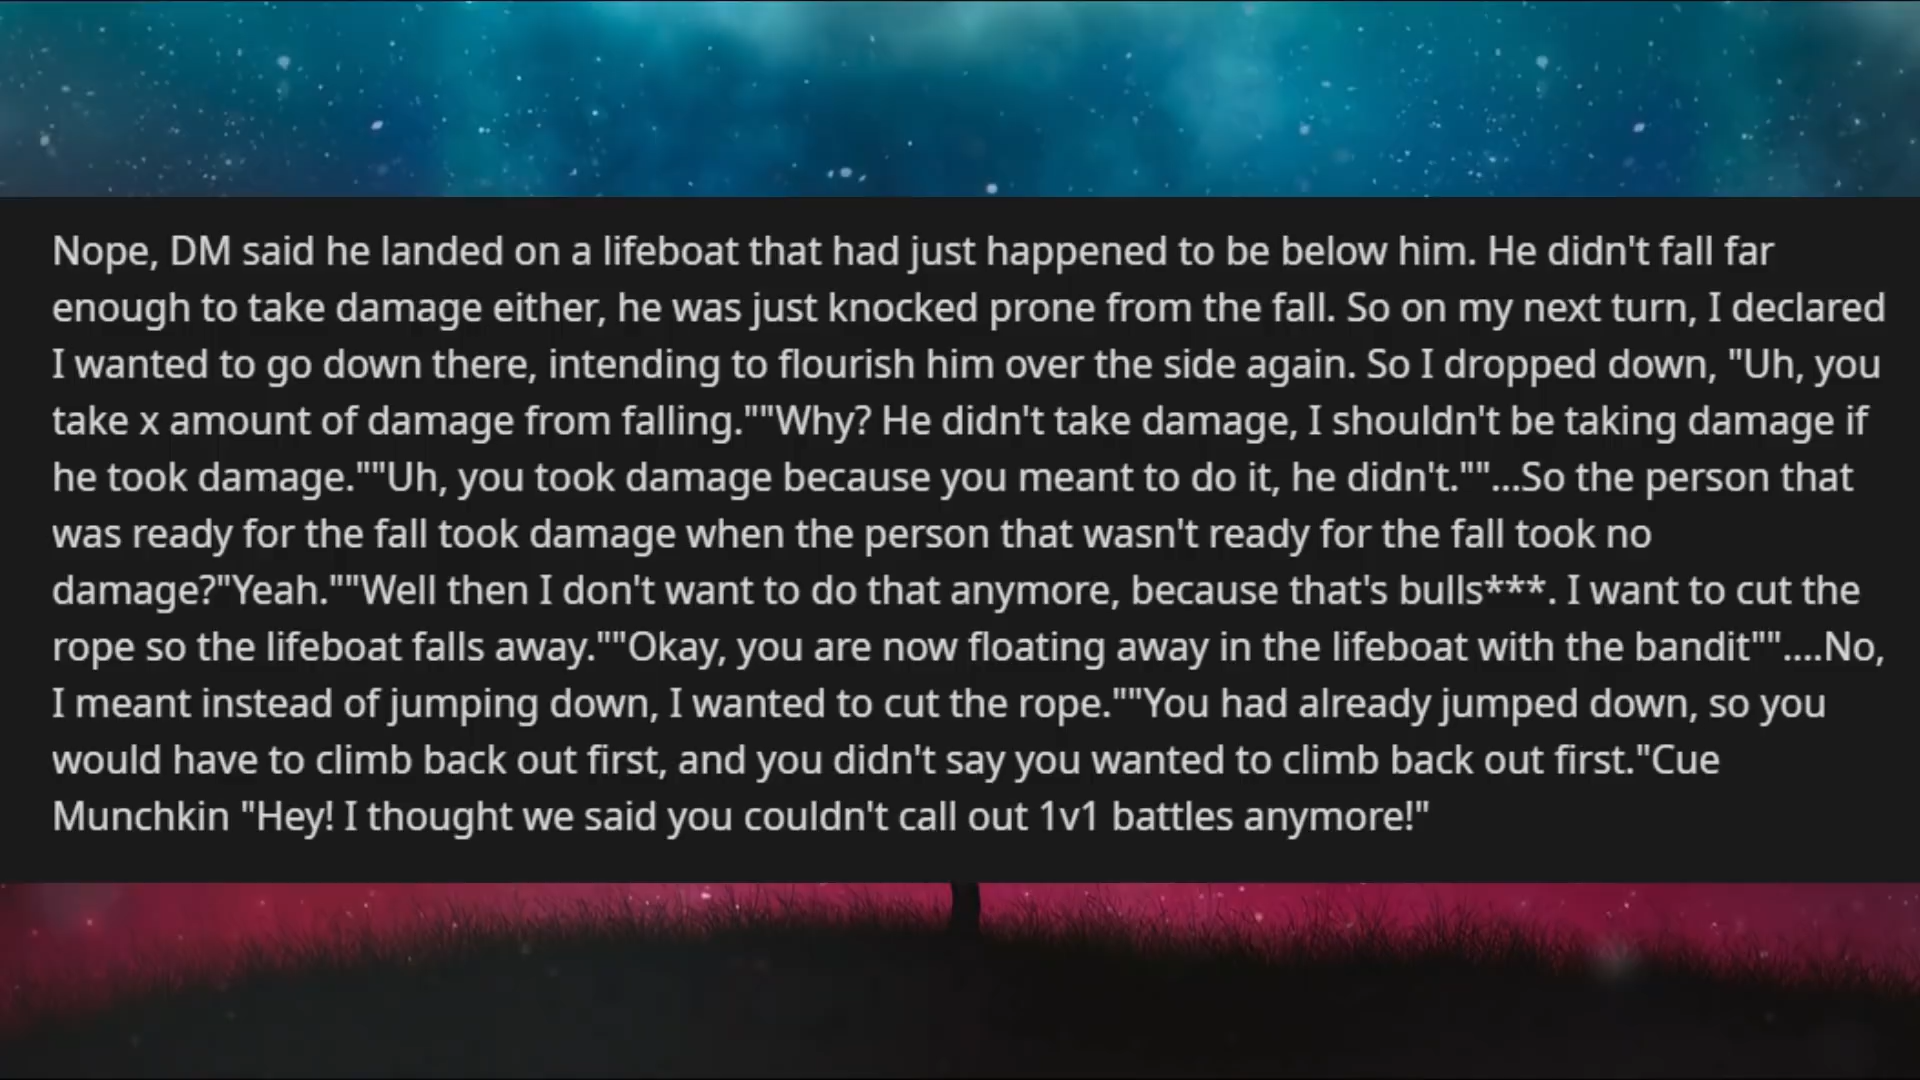 Nope, DM said he landed on a lifeboat that had just happened to be below him. He didn't fall far
enough to take damage either, he was just knocked prone from the fall. So on my next turn, I declared
I wanted to go down there, intending to flourish him over the side again. So I dropped down, "Uh, you
take x amount of damage from falling.""Why? He didn't take damage, I shouldn't be taking damage if
he took damage.""Uh, you took damage because you meant to do it, he didn't.""...So the person that
was ready for the fall took damage when the person that wasn't ready for the fall took no
damage?"Yeah.""Well then I don't want to do that anymore, because that's bulls***. I want to cut the
rope so the lifeboat falls away.""Okay, you are now floating away in the lifeboat with the bandit""....No,
I meant instead of jumping down, I wanted to cut the rope.""You had already jumped down, so you
would have to climb back out first, and you didn't say you wanted to climb back out first."Cue
Munchkin "Hey! I thought we said you couldn't call out 1v1 battles anymore!"